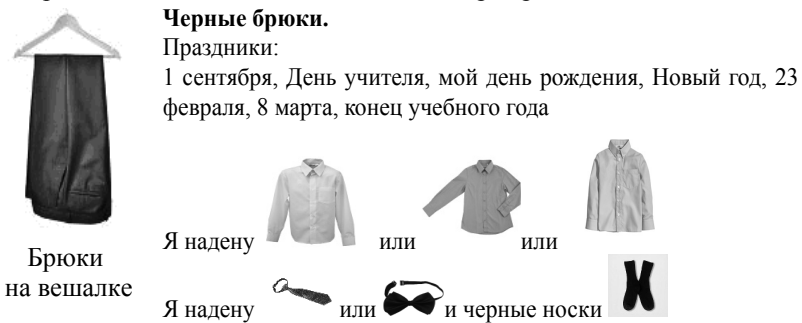 Черные брюки.
Праздники:
1 сентября, День учителя, мой день рождения, Новый год, 23
февраля, 8 марта, конец учебного года
Я надену или или
Я надену или и черные носки
Брюки
на вешалке